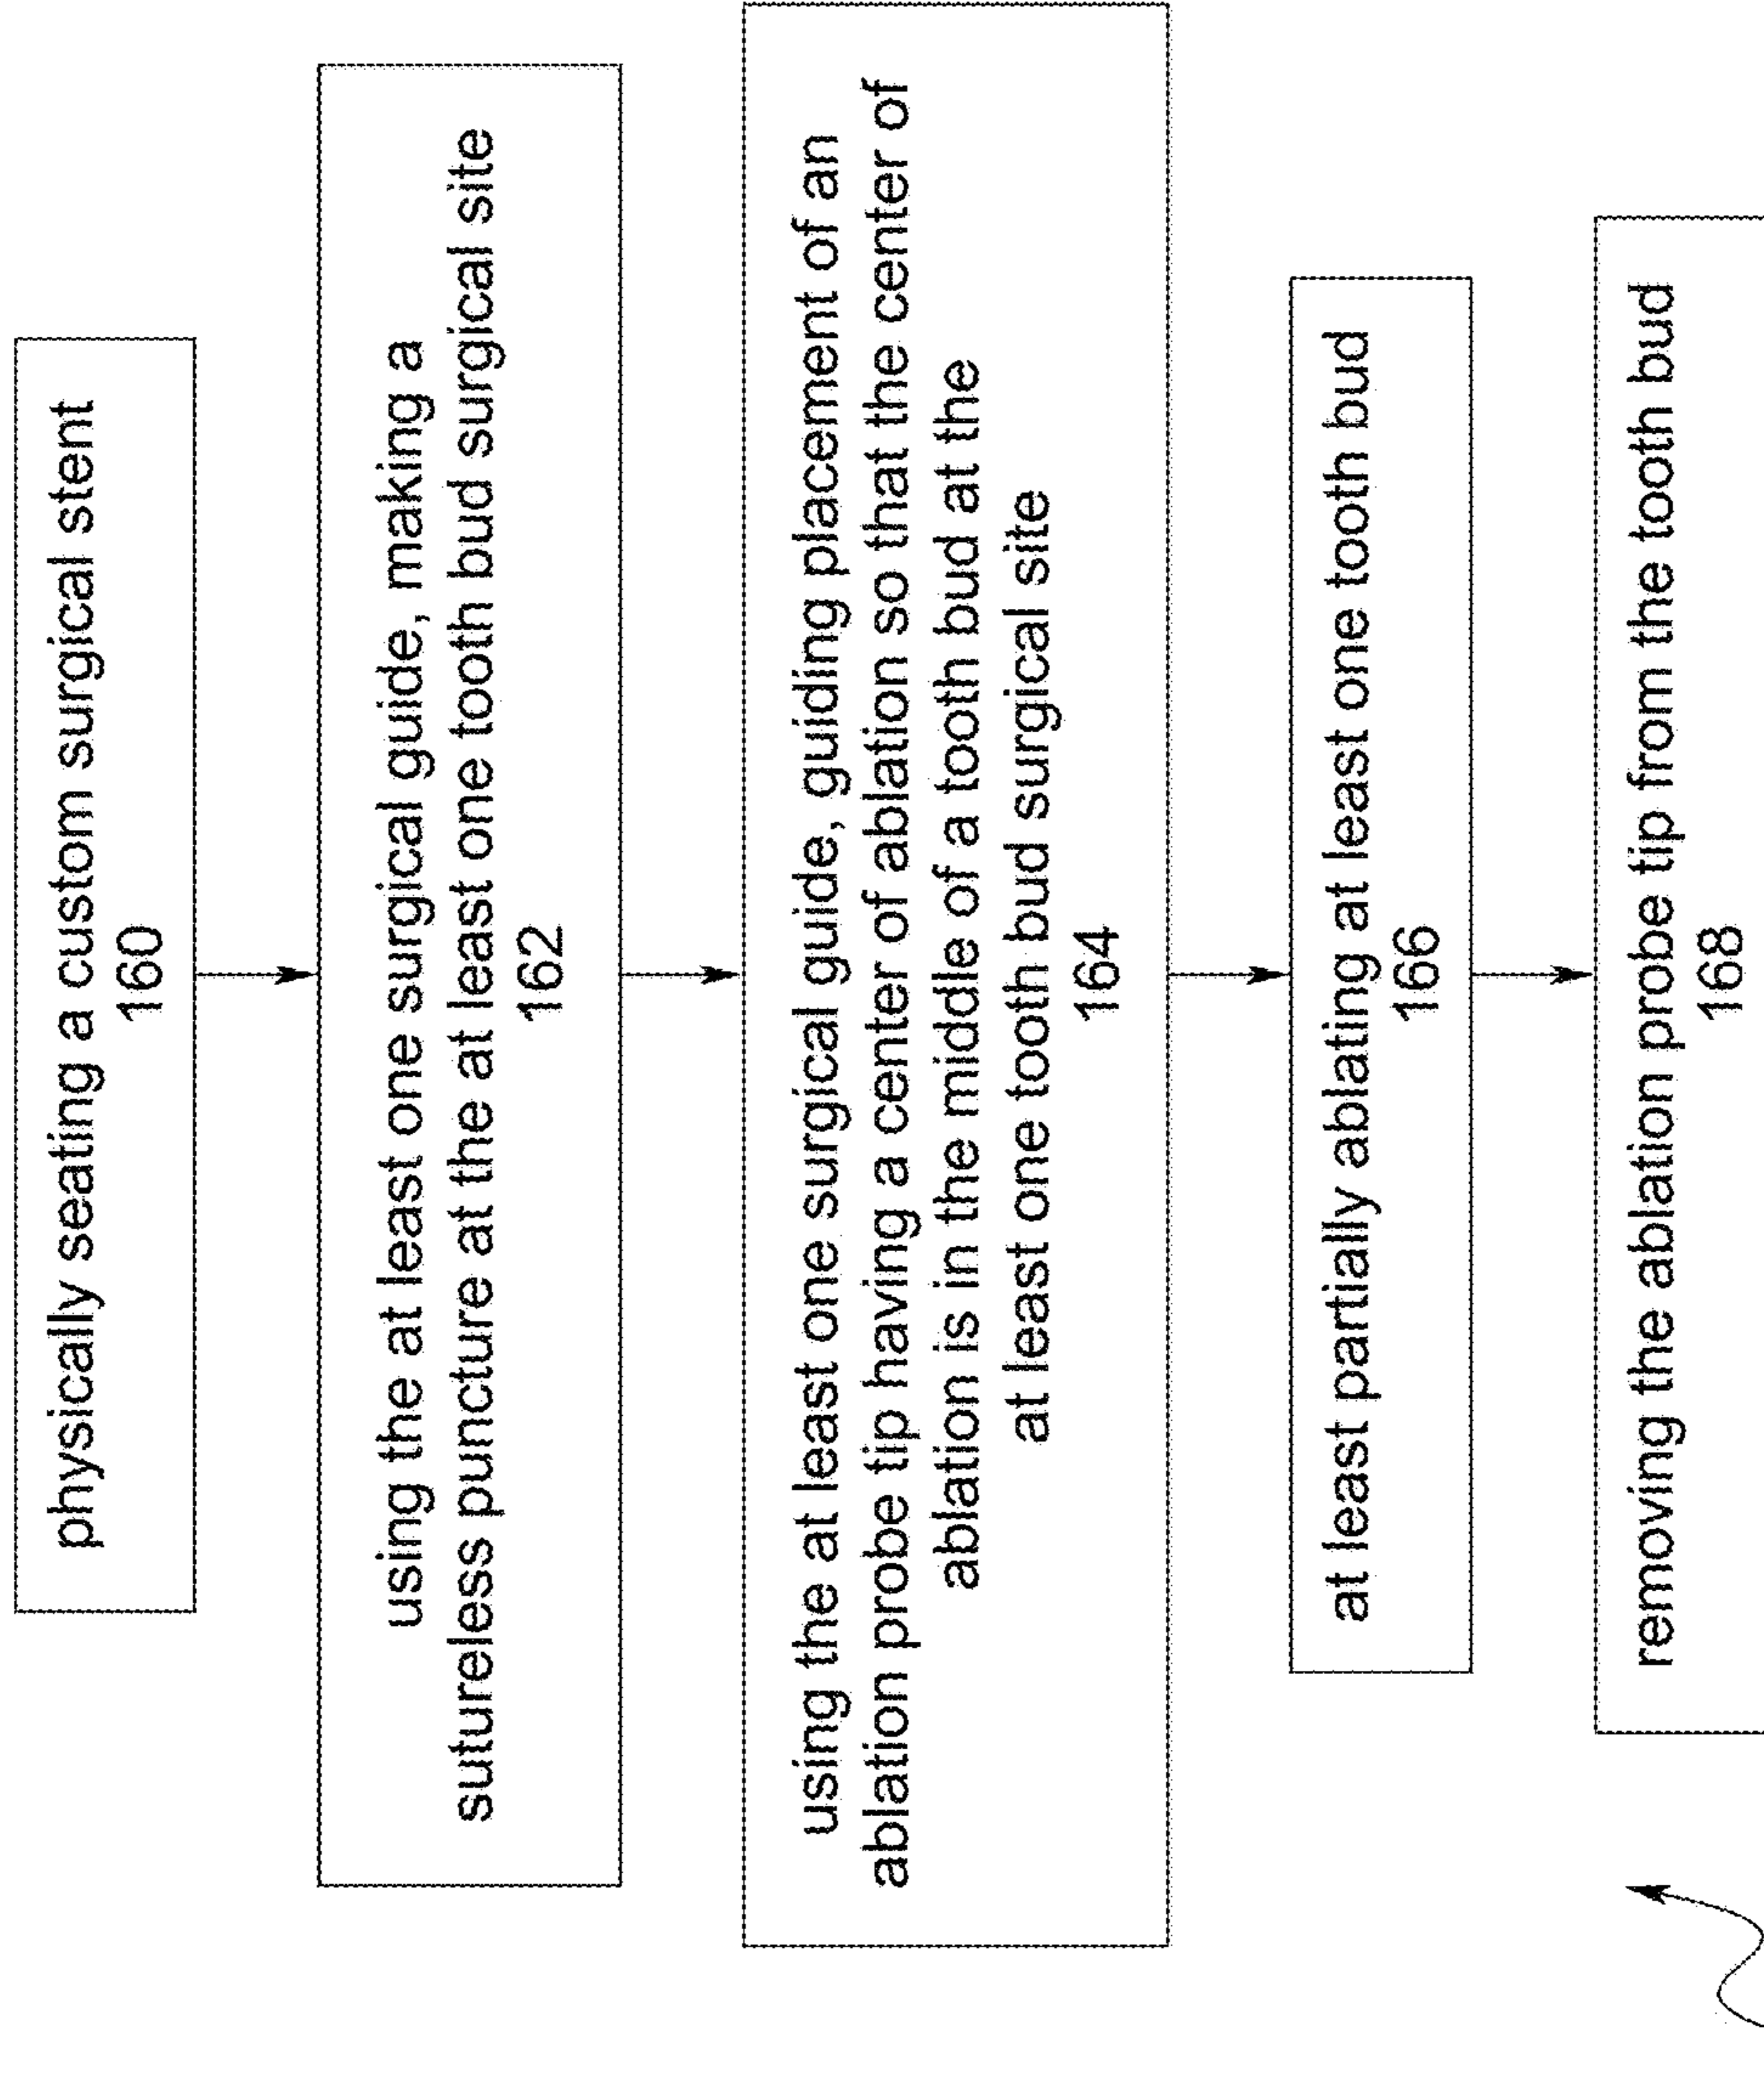 physically seating a custom surgical stent
160
using the at least one surgical guide, making a
sutureless puncture at the at least one tooth bud surgical site
162
using the at least one surgical guide, guiding placement of an
ablation probe tip having a center of ablation so that the center of
ablation is in the middle of a tooth bud at the
at least one tooth bud surgical site
164
at least partially ablating at least one tooth bud
166
removing the ablation probe tip from the tooth bud
168